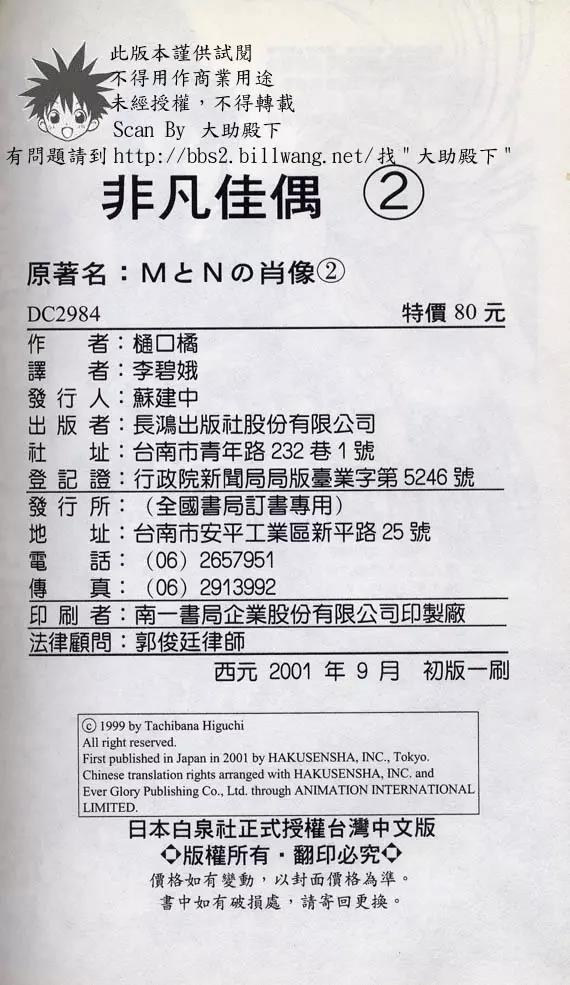 此版本謹供試閱
不得用作商業用途
未經授權，不得轉載
Scan By 大助殿下
有問題請到 http://bbs2.billwang.net/找＂大助殿下＂
非凡佳偶 ②
原著名：MとNの肖像②
DC2984 特價 80 元
作者：樋口橘
譯者：李碧娥
發行人：蘇建中
出版者：長鴻出版社股份有限公司
社址：台南市青年路 232 巷 1 號
登記證：行政院新聞局局版臺業字第 5246 號
發行所：（全國書局訂書專用）
地址：台南市安平工業區新平路 25 號
電話：（06）2657951
傳真：（06）2913992
印刷者：南一書局企業股份有限公司印製廠
法律顧問：郭俊廷律師
西元 2001 年 9 月 初版一刷
© 1999 by Tachibana Higuchi
All right reserved.
First published in Japan in 2001 by HAKUSENSHA, INC., Tokyo.
Chinese translation rights arranged with HAKUSENSHA, INC. and
Ever Glory Publishing Co., Ltd. through ANIMATION INTERNATIONAL
LIMITED.
日本白泉社正式授權台灣中文版
◇版權所有・翻印必究◇
價格如有變動，以封面價格為準。
書中如有破損處，請寄回更換。